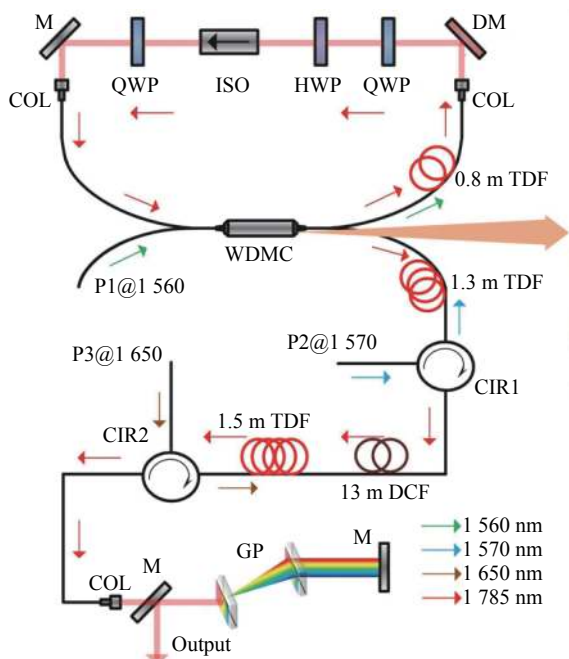 M
DM
QWP
ISO
HWP
QWP
COL
COL
0.8 m TDF
WDMC
P1@1 560
1.3 m TDF
P3@1 650
P2@1 570
CIR1
CIR2
1.5 m TDF
13 m DCF
1 560 nm
1 570 nm
1 650 nm
1 785 nm
GP
M
COL
M
Output